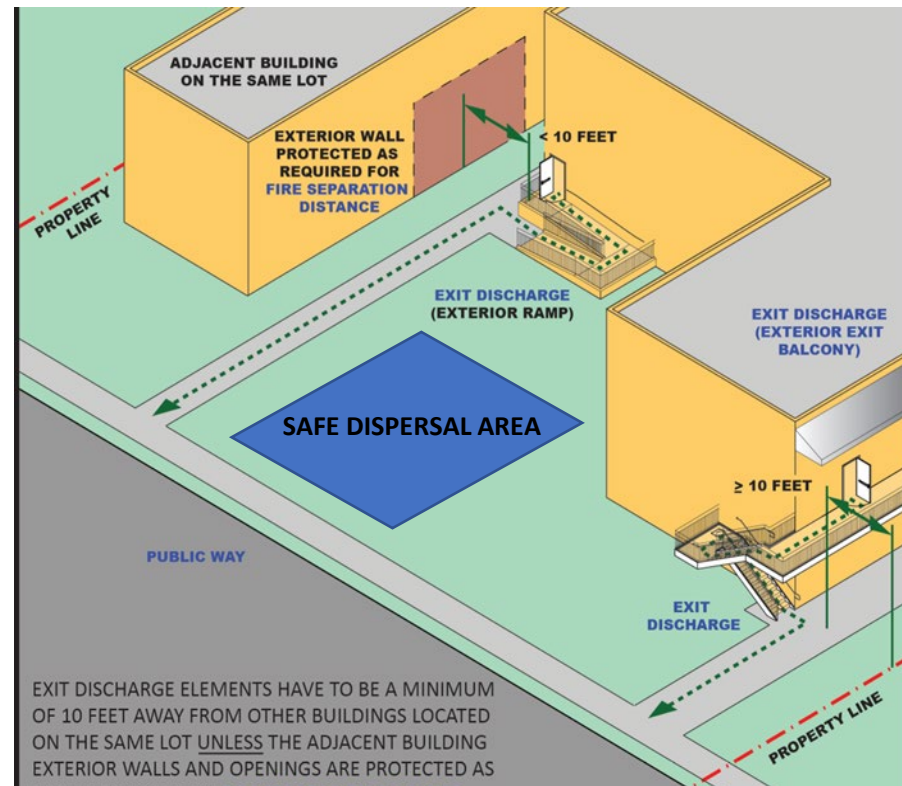 ADJACENT BUILDING
ON THE SAME LOT
EXTERIOR WALL
PROTECTED AS
REQUIRED FOR
FIRE SEPARATION
DISTANCE
< 10 FEET
PROPERTY
LINE
EXIT DISCHARGE
(EXTERIOR RAMP)
EXIT DISCHARGE
(EXTERIOR EXIT
BALCONY)
SAFE DISPERSAL AREA
≥ 10 FEET
PUBLIC WAY
EXIT
DISCHARGE
PROPERTY LINE
EXIT DISCHARGE ELEMENTS HAVE TO BE A MINIMUM
OF 10 FEET AWAY FROM OTHER BUILDINGS LOCATED
ON THE SAME LOT UNLESS THE ADJACENT BUILDING
EXTERIOR WALLS AND OPENINGS ARE PROTECTED AS